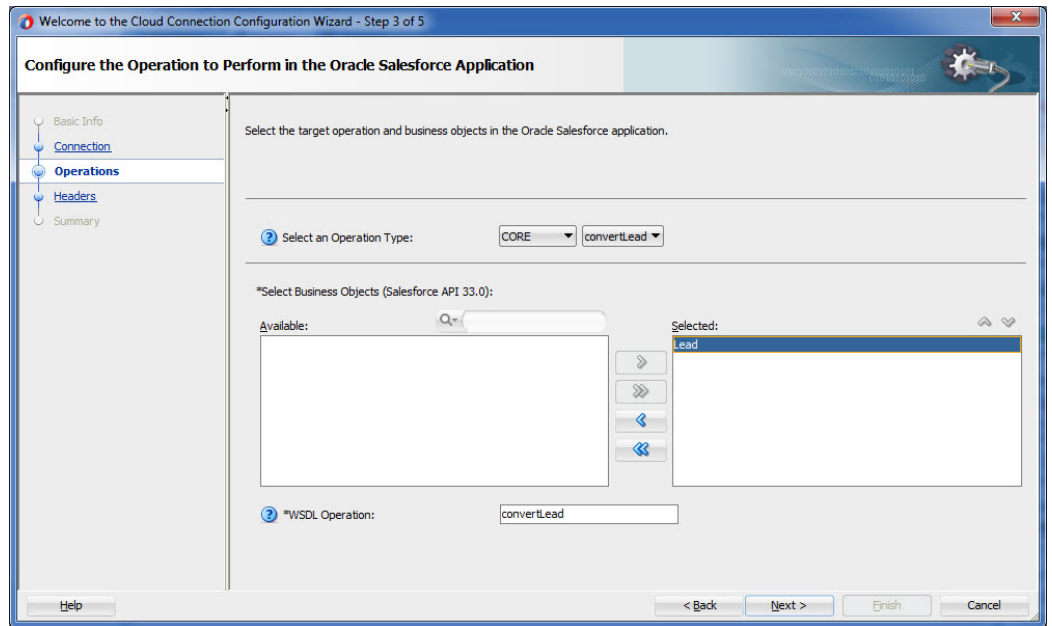 Welcome to the Cloud Connection Configuration Wizard - Step 3 of 5
Configure the Operation to Perform in the Oracle Salesforce Application
Basic Info
Connection
Operations
Headers
Summary
Select the target operation and business objects in the Oracle Salesforce application.
Select an Operation Type: CORE convertLead
*Select Business Objects (Salesforce API 33.0):
Available: Selected:
Lead
*WSDL Operation: convertLead
Help < Back Next > Finish Cancel